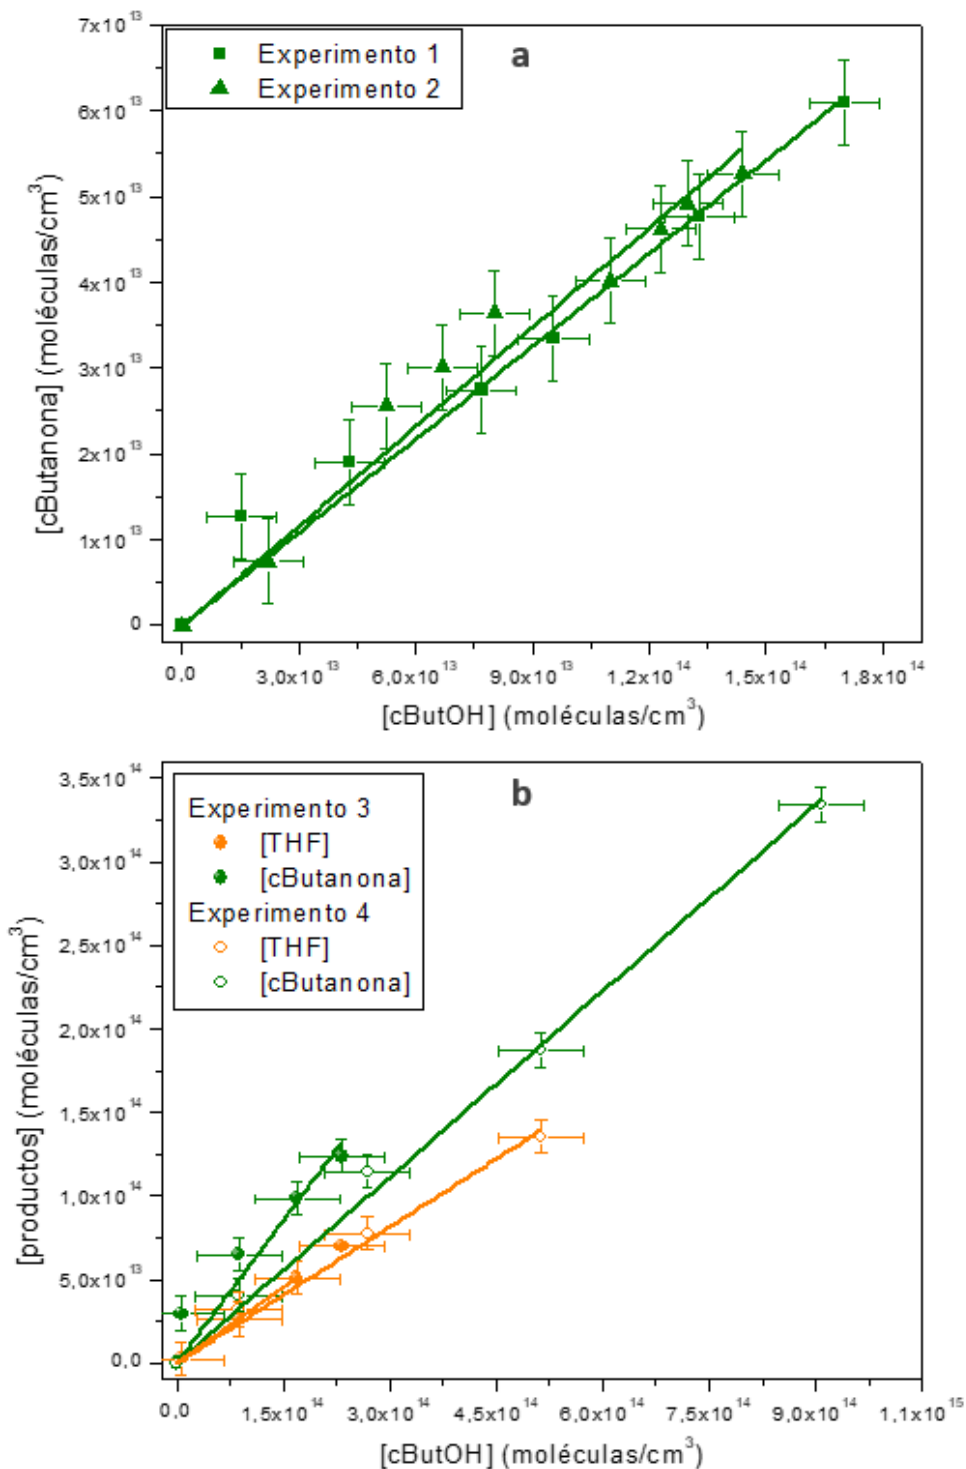 a
Experimento 1
Experimento 2
[cButanona] (moléculas/cm³)
7x10¹³
6x10¹³
5x10¹³
4x10¹³
3x10¹³
2x10¹³
1x10¹³
0
0,0
3,0x10¹³
6,0x10¹³
9,0x10¹³
1,2x10¹⁴
1,5x10¹⁴
1,8x10¹⁴
[cButOH] (moléculas/cm³)
b
Experimento 3
[THF]
[cButanona]
Experimento 4
[THF]
[cButanona]
[productos] (moléculas/cm³)
3,5x10¹⁴
3,0x10¹⁴
2,5x10¹⁴
2,0x10¹⁴
1,5x10¹⁴
1,0x10¹⁴
5,0x10¹³
0,0
0,0
1,5x10¹⁴
3,0x10¹⁴
4,5x10¹⁴
6,0x10¹⁴
7,5x10¹⁴
9,0x10¹⁴
1,1x10¹⁵
[cButOH] (moléculas/cm³)